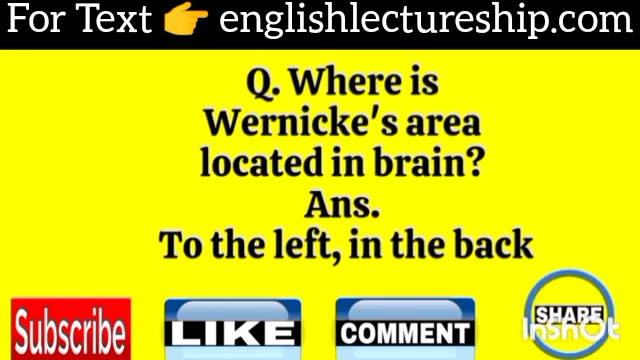 For Text 👉 englishlectureship.com
Q. Where is
Wernicke's area
located in brain?
Ans.
To the left, in the back
Subscribe
LIKE
COMMENT
SHARE
InShOt